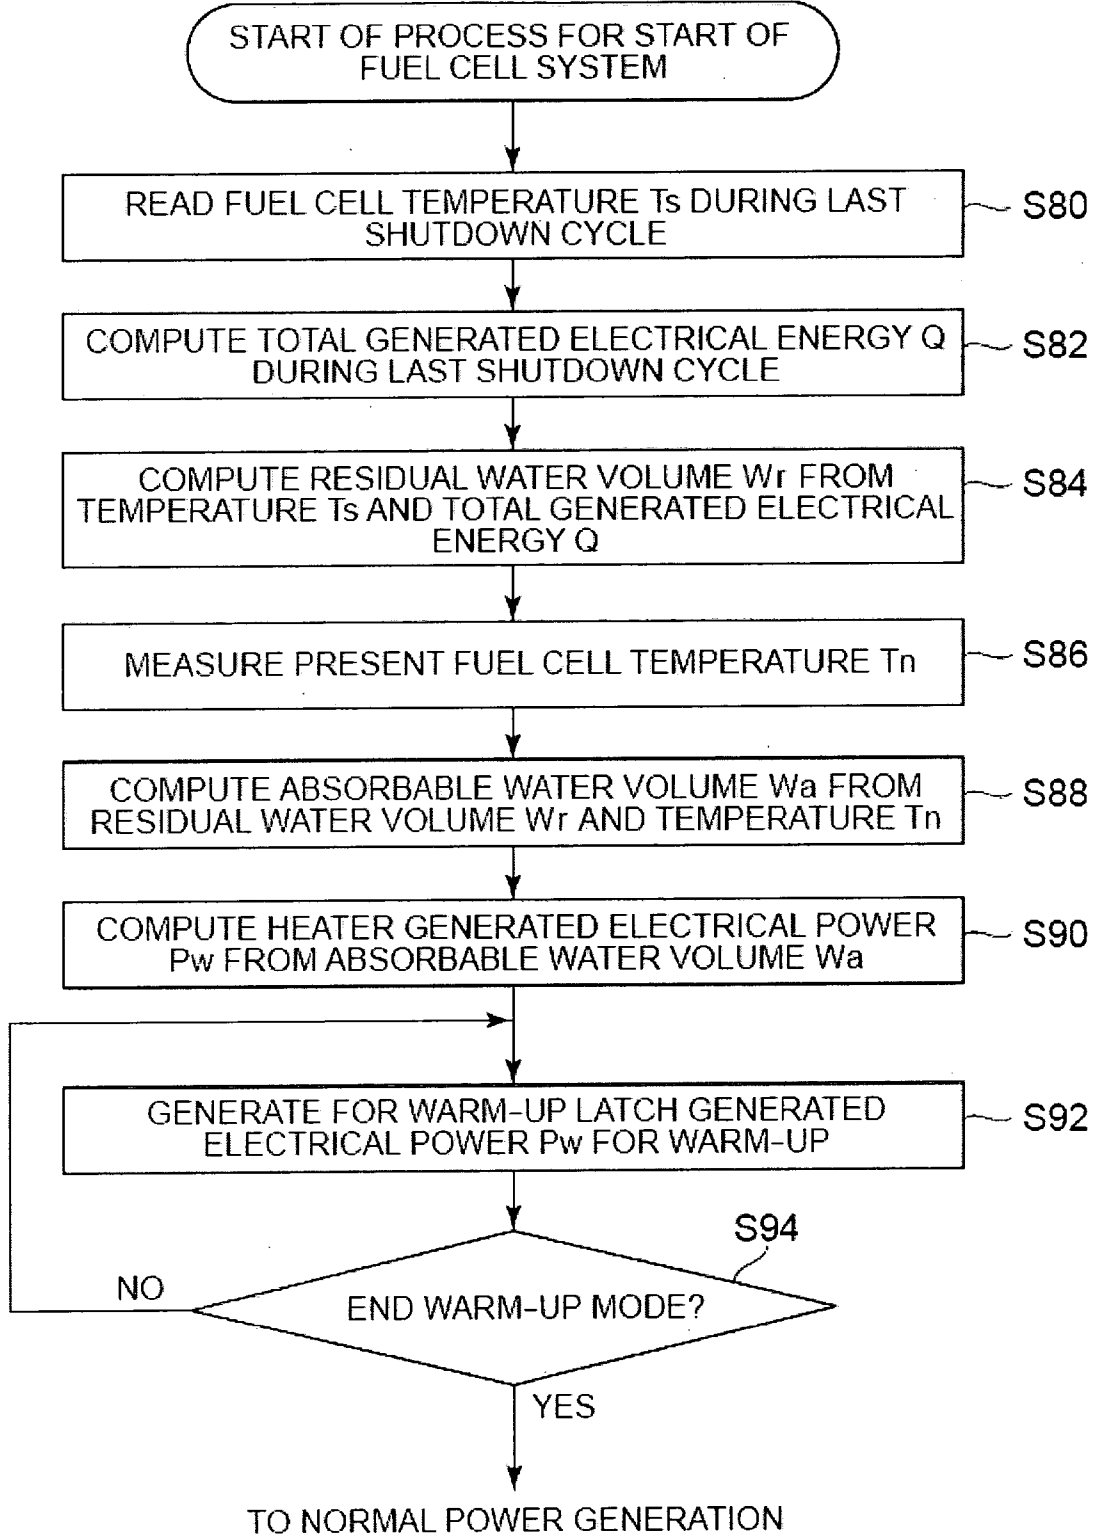 START OF PROCESS FOR START OF
FUEL CELL SYSTEM
READ FUEL CELL TEMPERATURE Ts DURING LAST
SHUTDOWN CYCLE
S80
COMPUTE TOTAL GENERATED ELECTRICAL ENERGY Q
DURING LAST SHUTDOWN CYCLE
S82
COMPUTE RESIDUAL WATER VOLUME Wr FROM
TEMPERATURE Ts AND TOTAL GENERATED ELECTRICAL
ENERGY Q
S84
MEASURE PRESENT FUEL CELL TEMPERATURE Tn
S86
COMPUTE ABSORBABLE WATER VOLUME Wa FROM
RESIDUAL WATER VOLUME Wr AND TEMPERATURE Tn
S88
COMPUTE HEATER GENERATED ELECTRICAL POWER
Pw FROM ABSORBABLE WATER VOLUME Wa
S90
GENERATE FOR WARM-UP LATCH GENERATED
ELECTRICAL POWER Pw FOR WARM-UP
S92
S94
NO
END WARM-UP MODE?
YES
TO NORMAL POWER GENERATION